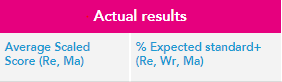 Actual results
Average Scaled % Expected standard+
Score (Re, Ma) (Re, Wr, Ma)